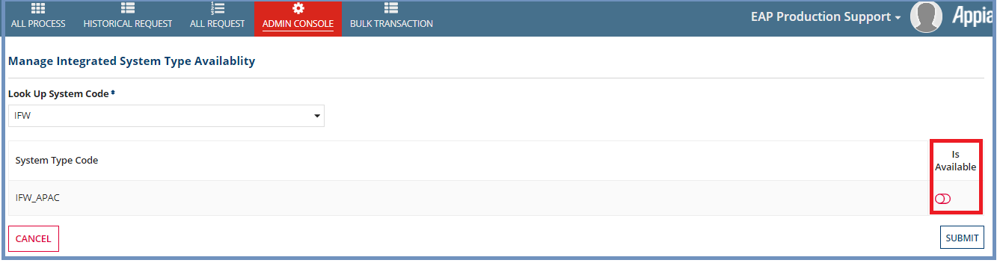 ALL PROCESS HISTORICAL REQUEST ALL REQUEST ADMIN CONSOLE BULK TRANSACTION EAP Production Support Appia
Manage Integrated System Type Availablity
Look Up System Code *
IFW
System Type Code
Is
Available
IFW_APAC
CANCEL
SUBMIT